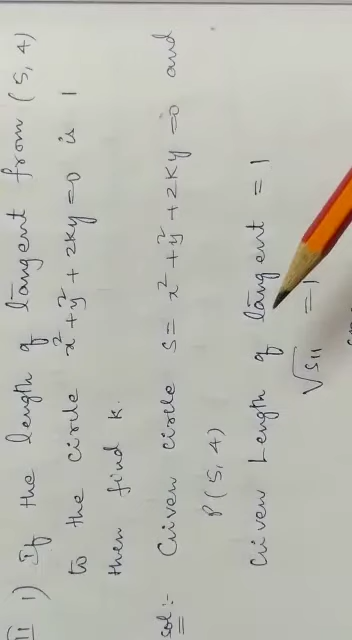 II 1) If the length of tangent from (5, 4)
to the circle x²+y²+2ky=0 is 1
then find k.
sol:- Given circle S= x²+y²+2ky=0 and
P(5, 4)
Given Length of tangent = 1
√S11 = 1